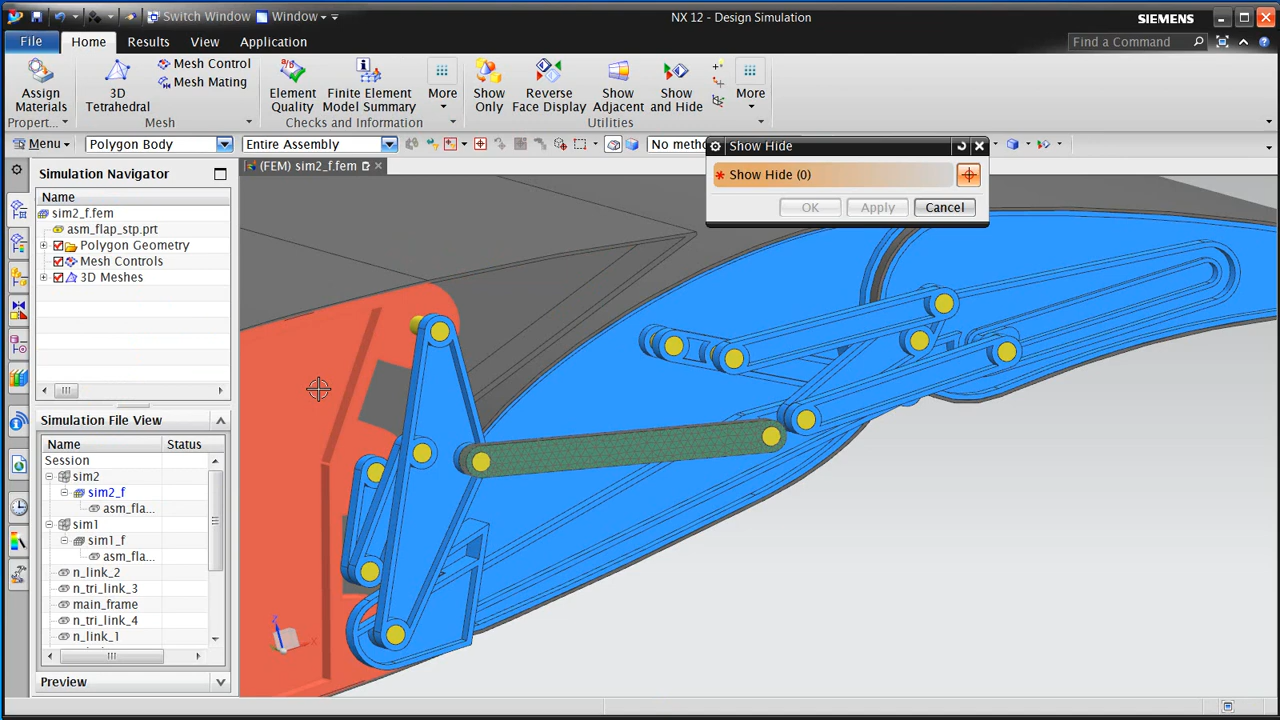 Switch Window Window NX 12 - Design Simulation SIEMENS
File Home Results View Application Find a Command
Assign Materials
3D Tetrahedral
Mesh Control
Mesh Mating
Element Quality
Finite Element Model Summary
More
Show Only
Reverse Face Display
Show Adjacent
Show and Hide
More
Propert... Mesh Checks and Information Utilities
Menu Polygon Body Entire Assembly No metho
Show Hide
Show Hide (0)
OK Apply Cancel
(FEM) sim2_f.fem
Simulation Navigator
Name
sim2_f.fem
asm_flap_stp.prt
Polygon Geometry
Mesh Controls
3D Meshes
Simulation File View
Name Status
Session
sim2
sim2_f
asm_fla...
sim1
sim1_f
asm_fla...
n_link_2
n_tri_link_3
main_frame
n_tri_link_4
n_link_1
Preview
Z
X